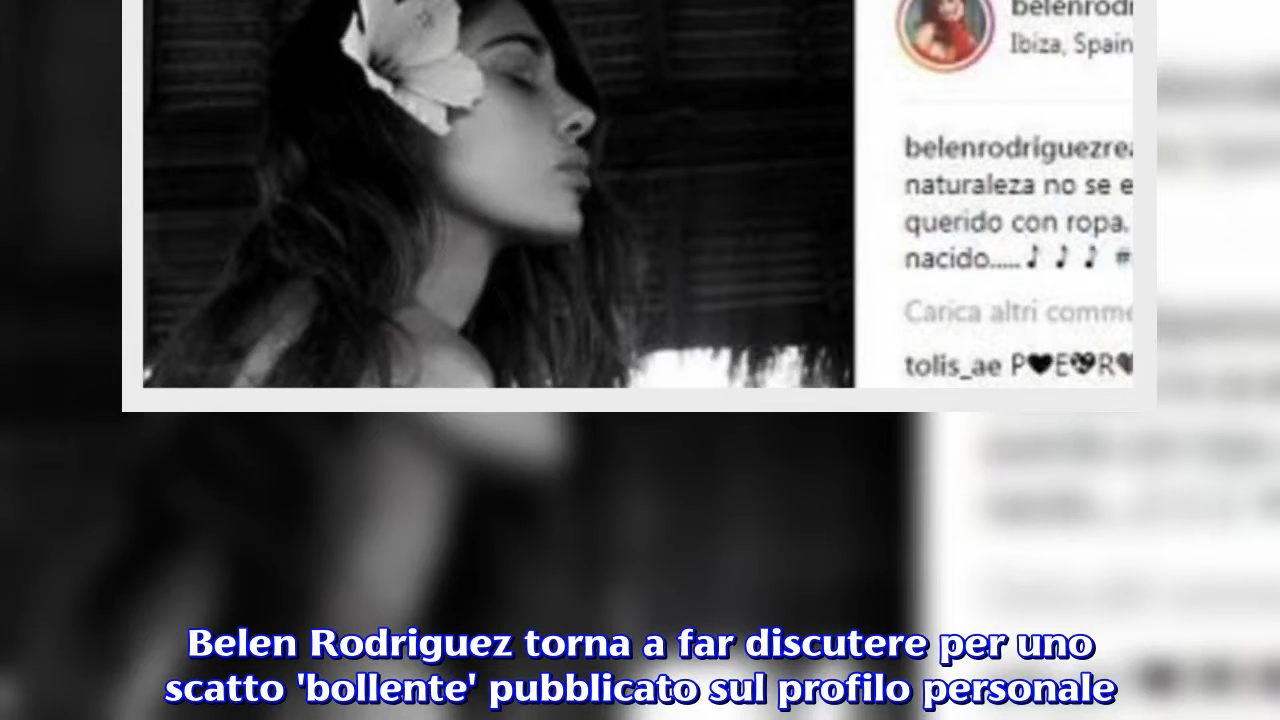 belenrodri
Ibiza, Spain
belenrodriguezrea
naturaleza no se e
querido con ropa.
nacido.....♪ ♪ ♪ #
Carica altri comme
tolis_ae P♥E💖R♥
Belen Rodriguez torna a far discutere per uno
scatto 'bollente' pubblicato sul profilo personale